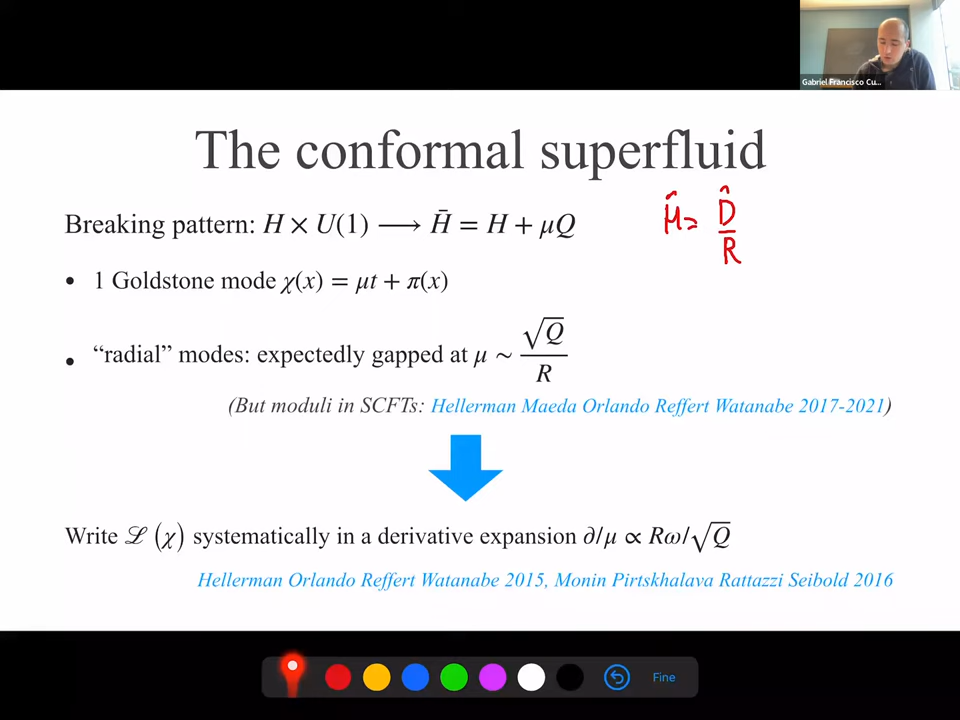 Gabriel Francisco Cu...
The conformal superfluid
Breaking pattern: H × U(1) ⟶ H̄ = H + μQ
Ĥ = D̂/R
• 1 Goldstone mode χ(x) = μt + π(x)
• “radial” modes: expectedly gapped at μ ~ √Q/R
(But moduli in SCFTs: Hellerman Maeda Orlando Reffert Watanabe 2017-2021)
Write ℒ (χ) systematically in a derivative expansion ∂/μ ∝ Rω/√Q
Hellerman Orlando Reffert Watanabe 2015, Monin Pirtskhalava Rattazzi Seibold 2016
Fine